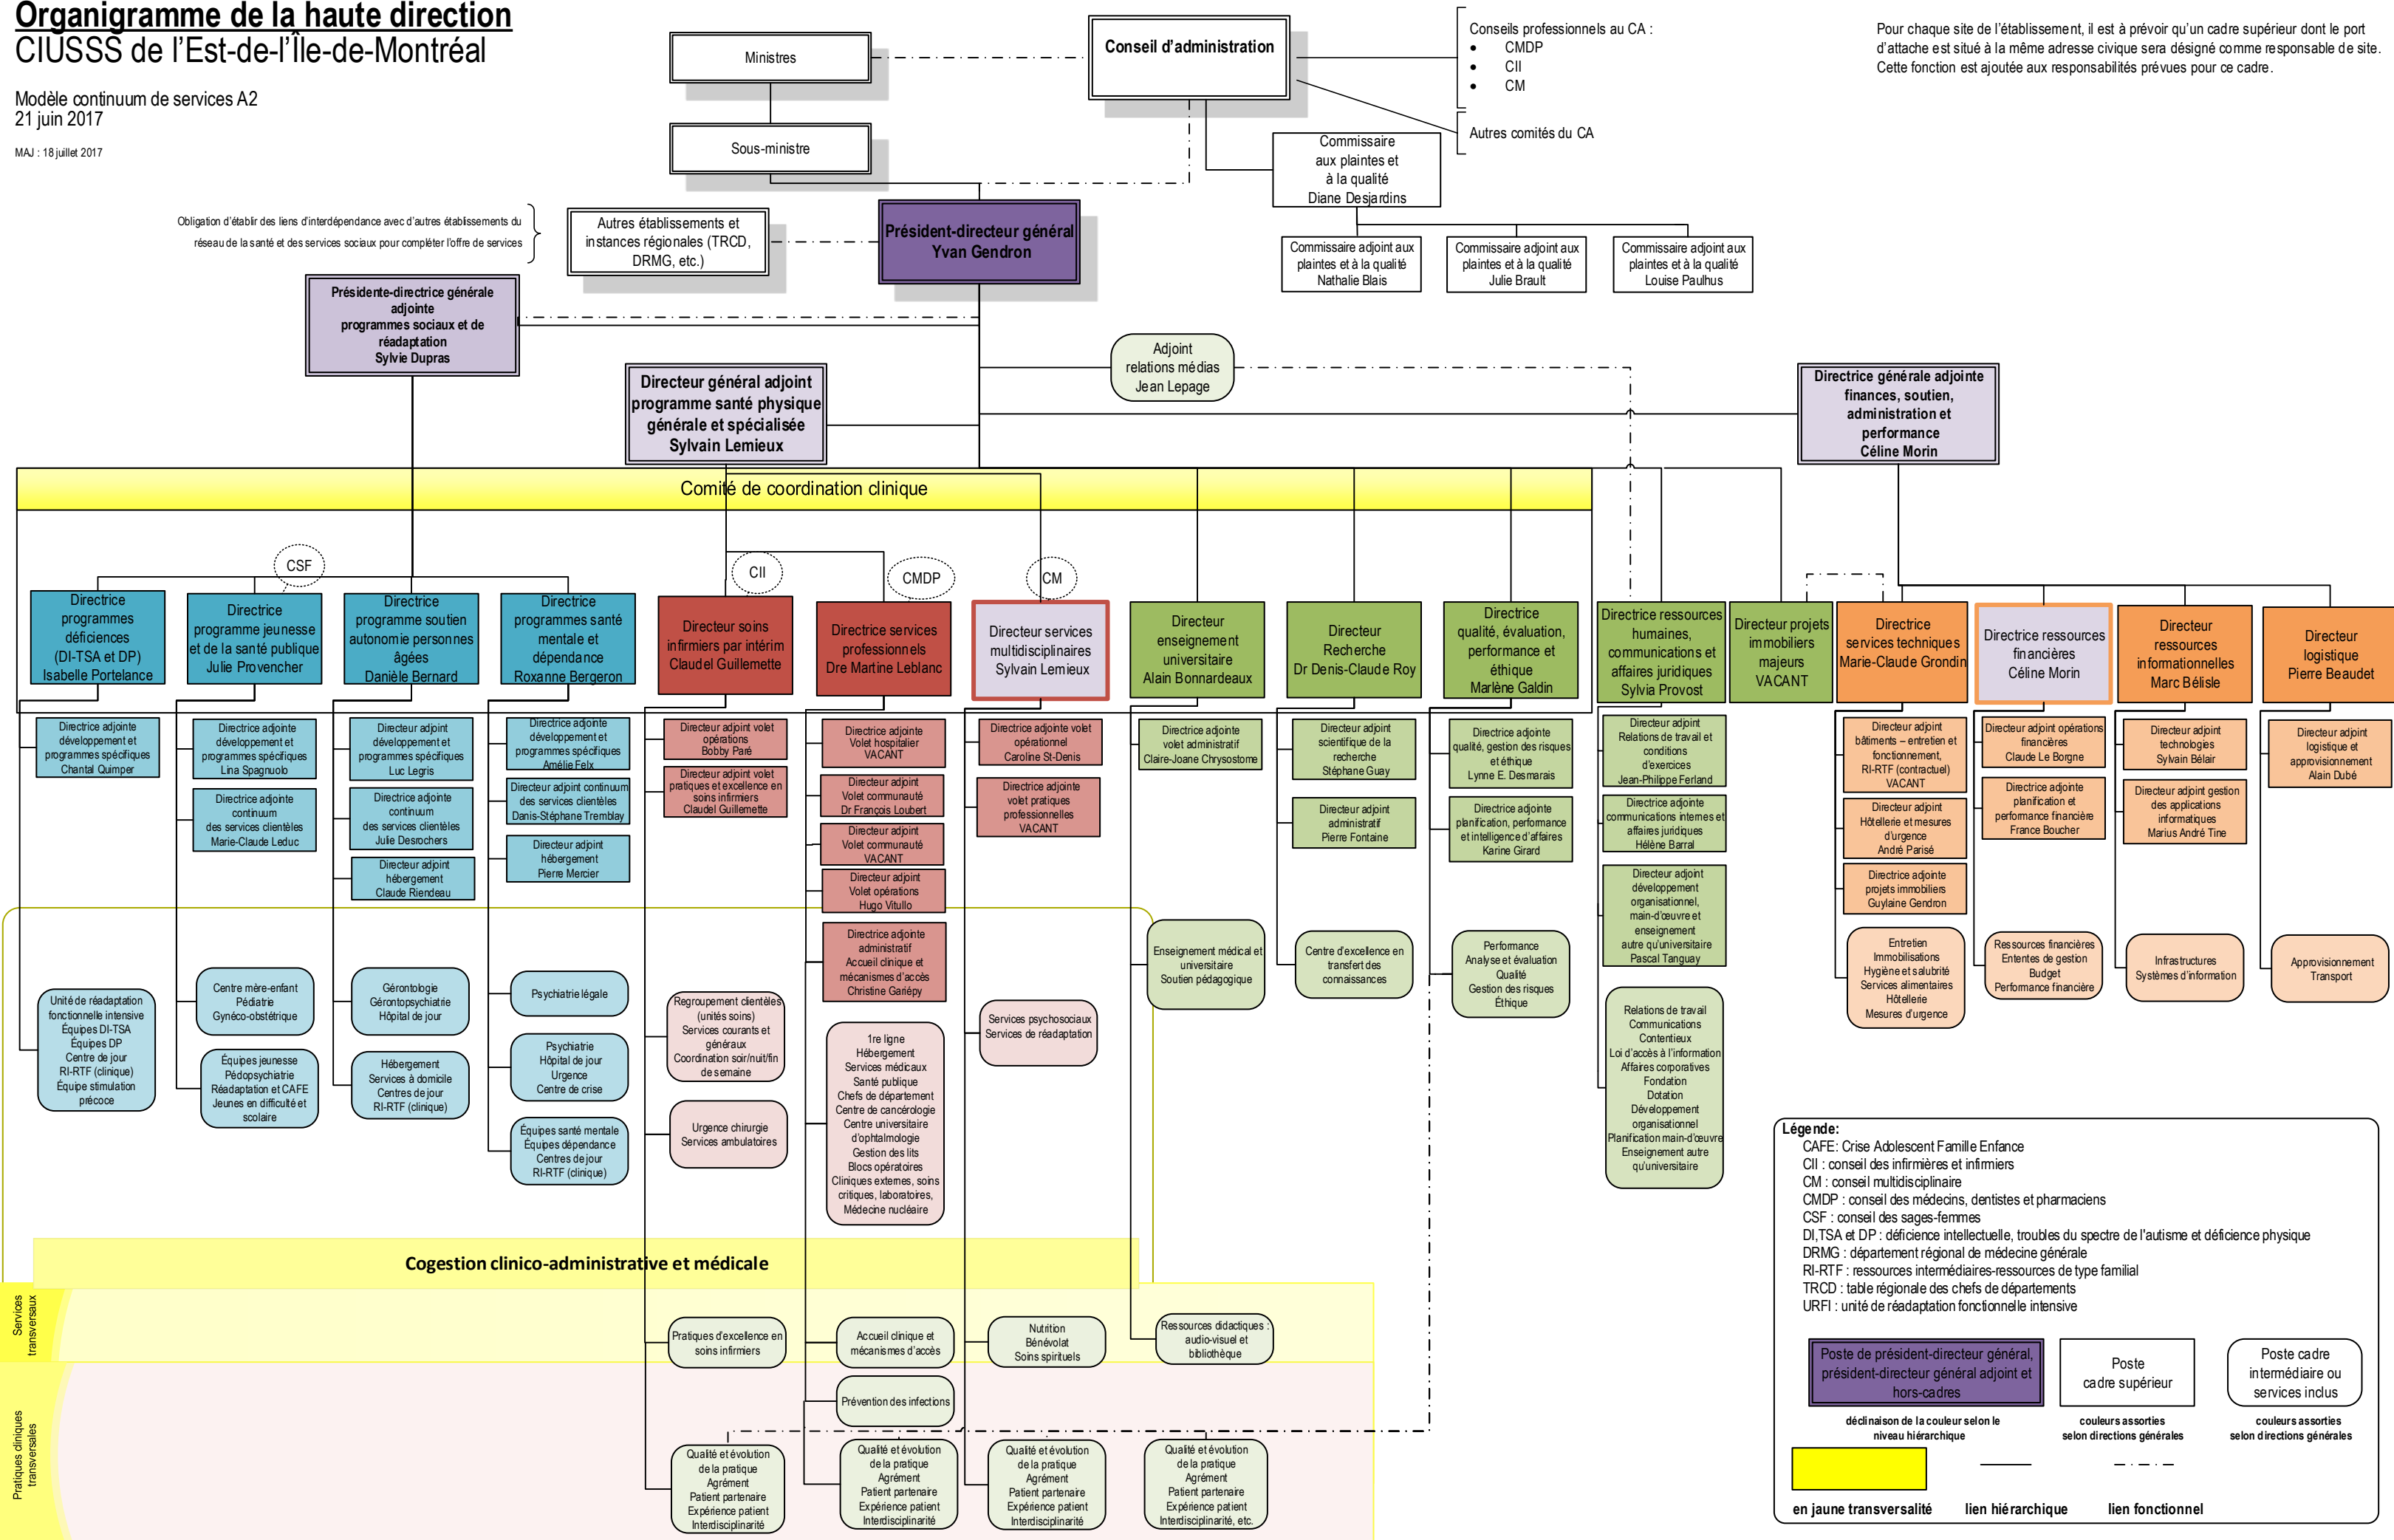 Organigramme de la haute direction
CIUSSS de l'Est-de-l'Île-de-Montréal
Modèle continuum de services A2
21 juin 2017
MAJ : 18 juillet 2017
Ministres
Sous-ministre
Conseil d'administration
Conseils professionnels au CA :
• CMDP
• CII
• CM
Autres comités du CA
Pour chaque site de l'établissement, il est à prévoir qu'un cadre supérieur dont le port
d'attache est situé à la même adresse civique sera désigné comme responsable de site.
Cette fonction est ajoutée aux responsabilités prévues pour ce cadre.
Commissaire
aux plaintes et
à la qualité
Diane Desjardins
Commissaire adjoint aux
plaintes et à la qualité
Nathalie Blais
Commissaire adjoint aux
plaintes et à la qualité
Julie Brault
Commissaire adjoint aux
plaintes et à la qualité
Louise Paulhus
Obligation d'établir des liens d'interdépendance avec d'autres établissements du
réseau de la santé et des services sociaux pour compléter l'offre de services
Autres établissements et
instances régionales (TRCD,
DRMG, etc.)
Président-directeur général
Yvan Gendron
Présidente-directrice générale
adjointe
programmes sociaux et de
réadaptation
Sylvie Dupras
Directeur général adjoint
programme santé physique
générale et spécialisée
Sylvain Lemieux
Adjoint
relations médias
Jean Lepage
Directrice générale adjointe
finances, soutien,
administration et
performance
Céline Morin
Comité de coordination clinique
CSF
CII
CMDP
CM
Directrice
programmes
déficiences
(DI-TSA et DP)
Isabelle Portelance
Directrice
programme jeunesse
et de la santé publique
Julie Provencher
Directrice
programme soutien
autonomie personnes
âgées
Danièle Bernard
Directrice
programmes santé
mentale et
dépendance
Roxanne Bergeron
Directeur soins
infirmiers par intérim
Claudel Guillemette
Directrice services
professionnels
Dre Martine Leblanc
Directeur services
multidisciplinaires
Sylvain Lemieux
Directeur
enseignement
universitaire
Alain Bonnardeaux
Directeur
Recherche
Dr Denis-Claude Roy
Directrice
qualité, évaluation,
performance et
éthique
Marlène Galdin
Directrice ressources
humaines,
communications et
affaires juridiques
Sylvia Provost
Directeur projets
immobiliers
majeurs
VACANT
Directrice
services techniques
Marie-Claude Grondin
Directrice ressources
financières
Céline Morin
Directeur
ressources
informationnelles
Marc Bélisle
Directeur
logistique
Pierre Beaudet
Directrice adjointe
développement et
programmes spécifiques
Chantal Quimper
Directrice adjointe
développement et
programmes spécifiques
Lina Spagnuolo
Directrice adjointe
continuum
des services clientèles
Marie-Claude Leduc
Directeur adjoint
développement et
programmes spécifiques
Luc Legris
Directrice adjointe
continuum
des services clientèles
Julie Desrochers
Directeur adjoint
hébergement
Claude Riendeau
Directrice adjointe
développement et
programmes spécifiques
Amélie Felx
Directeur adjoint continuum
des services clientèles
Danis-Stéphane Tremblay
Directeur adjoint
hébergement
Pierre Mercier
Directeur adjoint volet
opérations
Bobby Paré
Directeur adjoint volet
pratiques et excellence en
soins infirmiers
Claudel Guillemette
Directrice adjointe
Volet hospitalier
VACANT
Directeur adjoint
Volet communauté
Dr François Loubert
Directeur adjoint
Volet communauté
VACANT
Directeur adjoint
Volet opérations
Hugo Vitullo
Directrice adjointe
administratif
Accueil clinique et
mécanismes d'accès
Christine Gariépy
Directrice adjointe volet
opérationnel
Caroline St-Denis
Directrice adjointe
volet pratiques
professionnelles
VACANT
Directrice adjointe
volet administratif
Claire-Joane Chrysostome
Directeur adjoint
scientifique de la
recherche
Stéphane Guay
Directeur adjoint
administratif
Pierre Fontaine
Directrice adjointe
qualité, gestion des risques
et éthique
Lynne E. Desmarais
Directrice adjointe
planification, performance
et intelligence d'affaires
Karine Girard
Directeur adjoint
Relations de travail et
conditions
d'exercices
Jean-Philippe Ferland
Directrice adjointe
communications internes et
affaires juridiques
Hélène Barral
Directeur adjoint
développement
organisationnel,
main-d'œuvre et
enseignement
autre qu'universitaire
Pascal Tanguay
Directeur adjoint
bâtiments – entretien et
fonctionnement,
RI-RTF (contractuel)
VACANT
Directeur adjoint
Hôtellerie et mesures
d'urgence
André Parisé
Directrice adjointe
projets immobiliers
Guylaine Gendron
Directeur adjoint opérations
financières
Claude Le Borgne
Directrice adjointe
planification et
performance financière
France Boucher
Directeur adjoint
technologies
Sylvain Bélair
Directeur adjoint gestion
des applications
informatiques
Marius André Tine
Directeur adjoint
logistique et
approvisionnement
Alain Dubé
Unité de réadaptation
fonctionnelle intensive
Équipes DI-TSA
Équipes DP
Centre de jour
RI-RTF (clinique)
Équipe stimulation
précoce
Centre mère-enfant
Pédiatrie
Gynéco-obstétrique
Équipes jeunesse
Pédopsychiatrie
Réadaptation et CAFE
Jeunes en difficulté et
scolaire
Gérontologie
Gérontopsychiatrie
Hôpital de jour
Hébergement
Services à domicile
Centres de jour
RI-RTF (clinique)
Psychiatrie légale
Psychiatrie
Hôpital de jour
Urgence
Centre de crise
Équipes santé mentale
Équipes dépendance
Centres de jour
RI-RTF (clinique)
Regroupement clientèles
(unités soins)
Services courants et
généraux
Coordination soir/nuit/fin
de semaine
Urgence chirurgie
Services ambulatoires
1re ligne
Hébergement
Services médicaux
Santé publique
Chefs de département
Centre de cancérologie
Centre universitaire
d'ophtalmologie
Gestion des lits
Blocs opératoires
Cliniques externes, soins
critiques, laboratoires,
Médecine nucléaire
Services psychosociaux
Services de réadaptation
Enseignement médical et
universitaire
Soutien pédagogique
Centre d'excellence en
transfert des
connaissances
Performance
Analyse et évaluation
Qualité
Gestion des risques
Éthique
Relations de travail
Communications
Contentieux
Loi d'accès à l'information
Affaires corporatives
Fondation
Dotation
Développement
organisationnel
Planification main-d'œuvre
Enseignement autre
qu'universitaire
Entretien
Immobilisations
Hygiène et salubrité
Services alimentaires
Hôtellerie
Mesures d'urgence
Ressources financières
Ententes de gestion
Budget
Performance financière
Infrastructures
Systèmes d'information
Approvisionnement
Transport
Cogestion clinico-administrative et médicale
Services
transversaux
Pratiques d'excellence en
soins infirmiers
Accueil clinique et
mécanismes d'accès
Nutrition
Bénévolat
Soins spirituels
Ressources didactiques :
audio-visuel et
bibliothèque
Pratiques cliniques
transversales
Prévention des infections
Qualité et évolution
de la pratique
Agrément
Patient partenaire
Expérience patient
Interdisciplinarité
Qualité et évolution
de la pratique
Agrément
Patient partenaire
Expérience patient
Interdisciplinarité
Qualité et évolution
de la pratique
Agrément
Patient partenaire
Expérience patient
Interdisciplinarité
Qualité et évolution
de la pratique
Agrément
Patient partenaire
Expérience patient
Interdisciplinarité, etc.
Légende:
CAFE: Crise Adolescent Famille Enfance
CII : conseil des infirmières et infirmiers
CM : conseil multidisciplinaire
CMDP : conseil des médecins, dentistes et pharmaciens
CSF : conseil des sages-femmes
DI,TSA et DP : déficience intellectuelle, troubles du spectre de l'autisme et déficience physique
DRMG : département régional de médecine générale
RI-RTF : ressources intermédiaires-ressources de type familial
TRCD : table régionale des chefs de départements
URFI : unité de réadaptation fonctionnelle intensive
Poste de président-directeur général,
président-directeur général adjoint et
hors-cadres
Poste
cadre supérieur
Poste cadre
intermédiaire ou
services inclus
déclinaison de la couleur selon le
niveau hiérarchique
couleurs assorties
selon directions générales
couleurs assorties
selon directions générales
en jaune transversalité
lien hiérarchique
lien fonctionnel